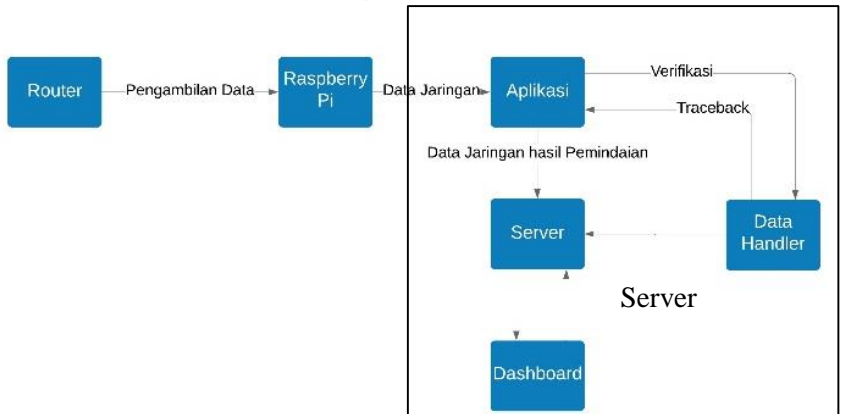 Router
Pengambilan Data
Raspberry
Pi
Data Jaringan
Aplikasi
Verifikasi
Traceback
Data Jaringan hasil Pemindaian
Server
Data
Handler
Server
Dashboard